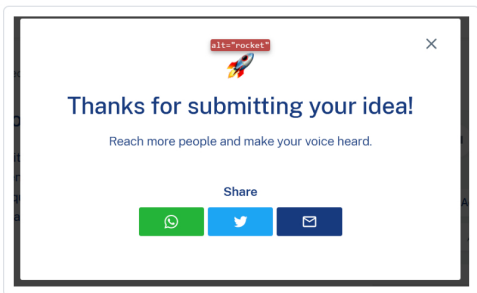 alt="rocket"
Thanks for submitting your idea!
Reach more people and make your voice heard.
Share